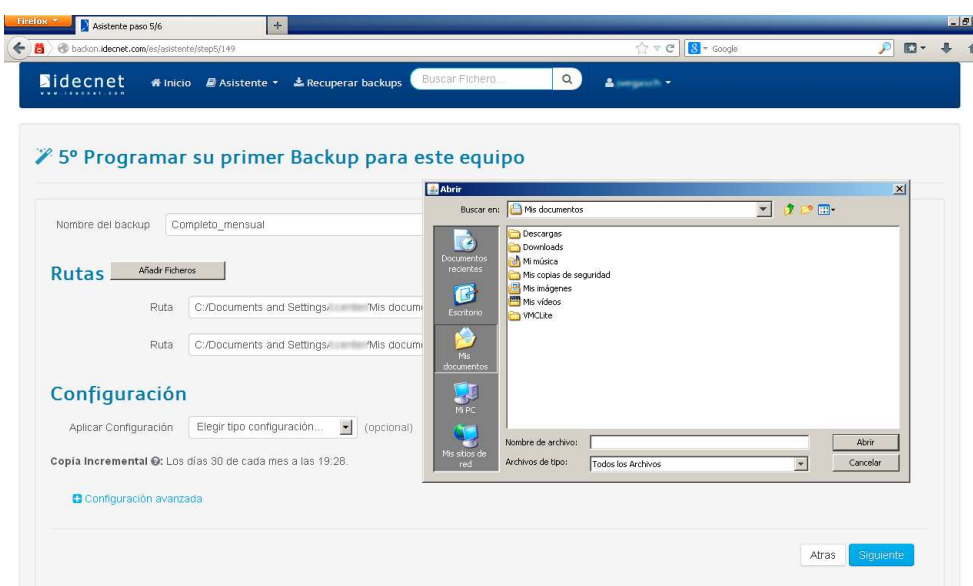 Firefox
Asistente paso 5/6
backon.idecnet.com/es/asistente/step5/149
Google
idecnet
www.idecnet.com
Inicio
Asistente
Recuperar backups
Buscar Fichero...
5º Programar su primer Backup para este equipo
Nombre del backup
Completo_mensual
Rutas
Añadir Ficheros
Ruta
C:/Documents and Settings/
/Mis docum
Ruta
C:/Documents and Settings/
/Mis docum
Configuración
Aplicar Configuración
Elegir tipo configuración...
(opcional)
Copia Incremental
: Los días 30 de cada mes a las 19:28.
Configuración avanzada
Atras
Siguiente
Abrir
Buscar en:
Mis documentos
Documentos recientes
Escritorio
Mis documentos
Mi PC
Mis sitios de red
Descargas
Downloads
Mi música
Mis copias de seguridad
Mis imágenes
Mis vídeos
VMCLite
Nombre de archivo:
Abrir
Archivos de tipo:
Todos los Archivos
Cancelar